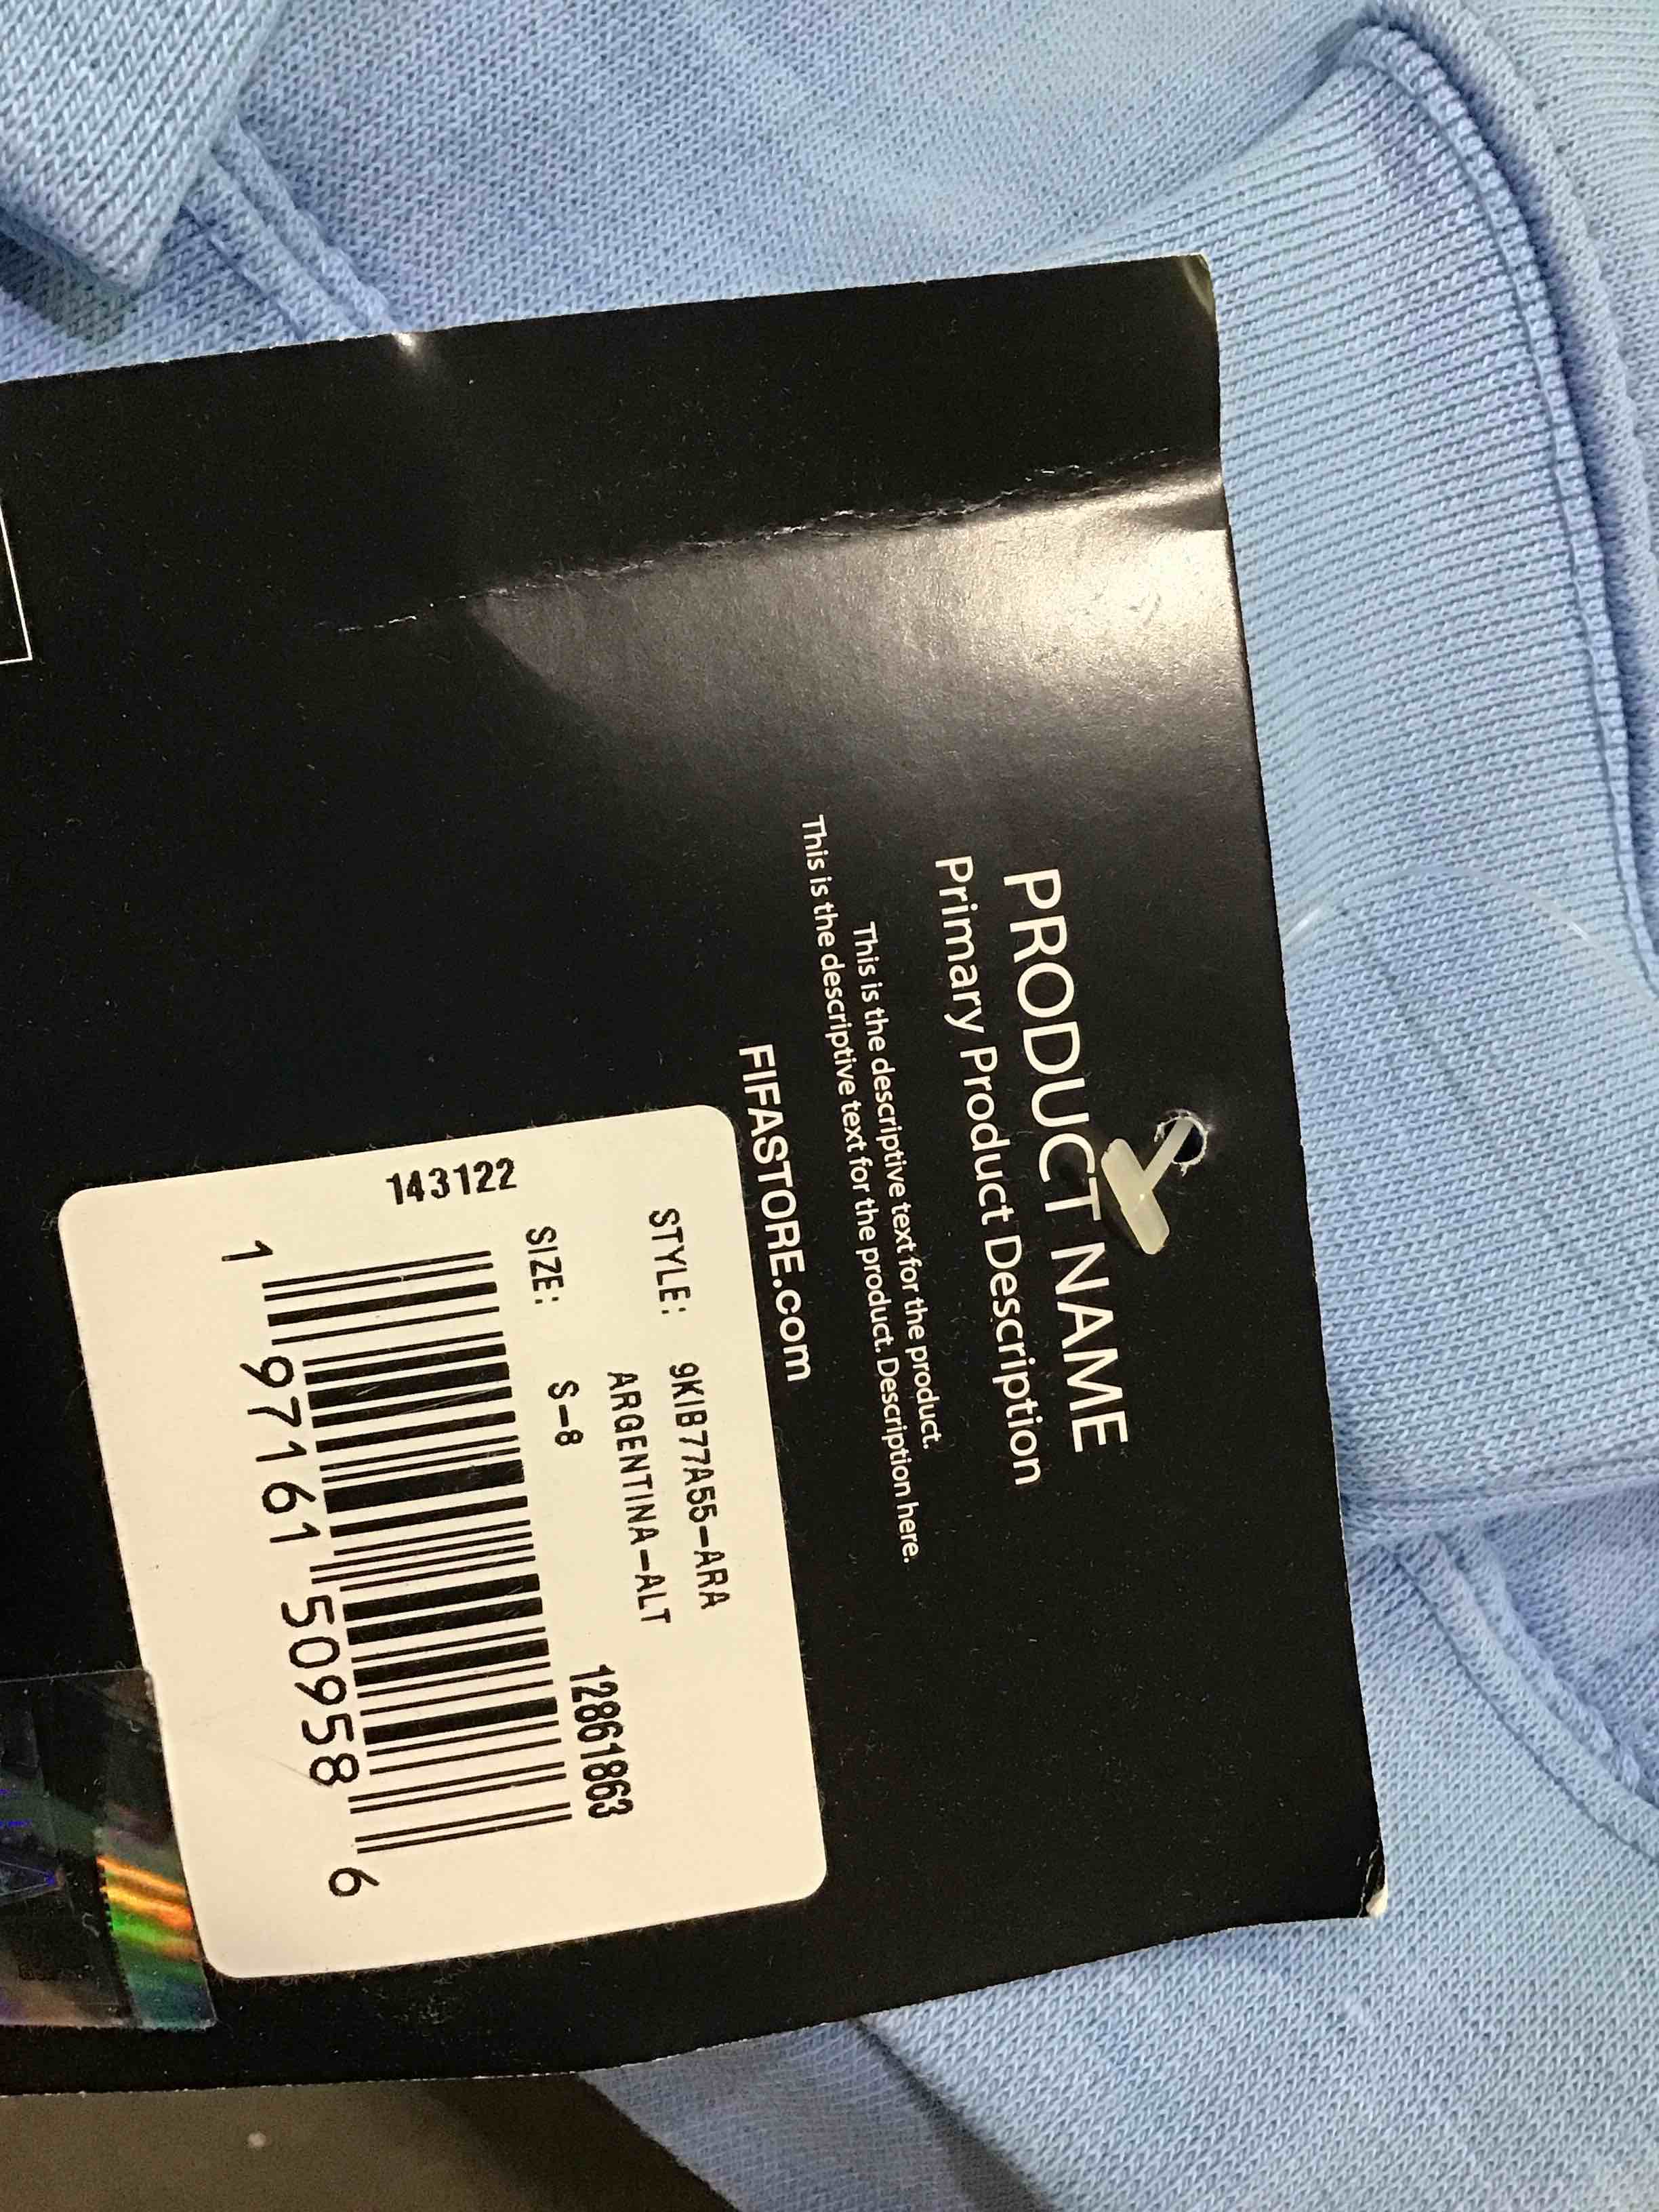 PRODUCT NAME
Primary Product Description
This is the descriptive text for the product.
This is the descriptive text for the product. Description here.
FIFASTORE.com
STYLE: 9KIB77A55-ARA
ARGENTINA-ALT
SIZE: S-8 12861863
143122
1 97161 50958 6